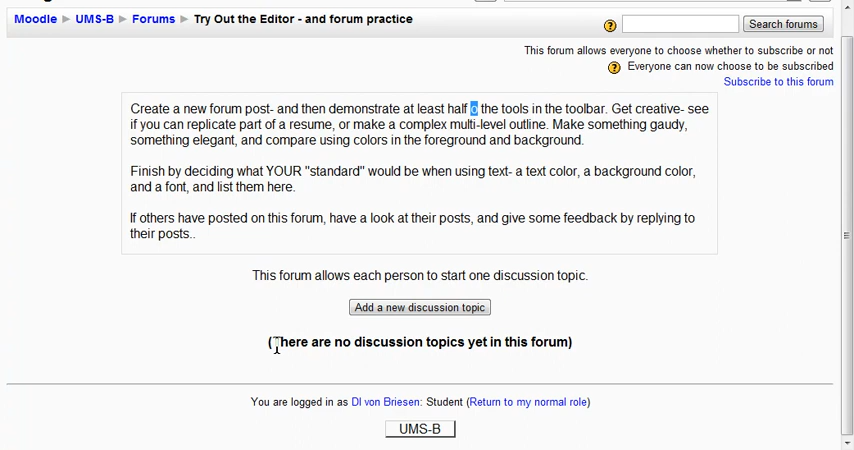 Moodle ► UMS-B ► Forums ► Try Out the Editor - and forum practice
? Search forums
This forum allows everyone to choose whether to subscribe or not
? Everyone can now choose to be subscribed
Subscribe to this forum
Create a new forum post- and then demonstrate at least half o the tools in the toolbar. Get creative- see
if you can replicate part of a resume, or make a complex multi-level outline. Make something gaudy,
something elegant, and compare using colors in the foreground and background.
Finish by deciding what YOUR "standard" would be when using text- a text color, a background color,
and a font, and list them here.
If others have posted on this forum, have a look at their posts, and give some feedback by replying to
their posts..
This forum allows each person to start one discussion topic.
Add a new discussion topic
(There are no discussion topics yet in this forum)
You are logged in as DI von Briesen: Student (Return to my normal role)
UMS-B